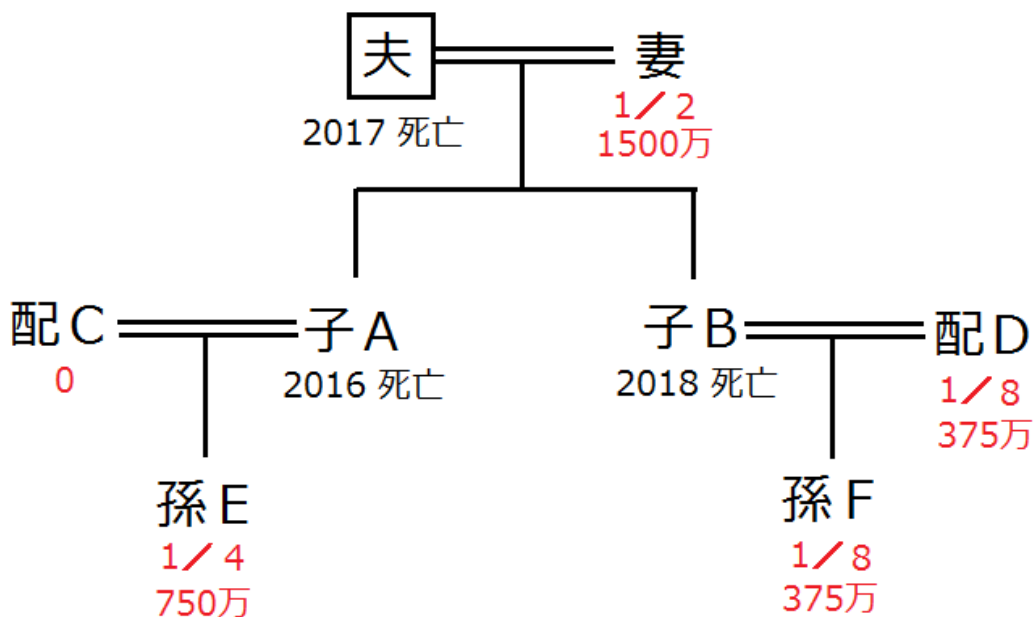 夫
妻
2017 死亡
1/2
1500万
配C
子A
子B
配D
0
2016 死亡
2018 死亡
1/8
375万
孫E
孫F
1/4
1/8
750万
375万